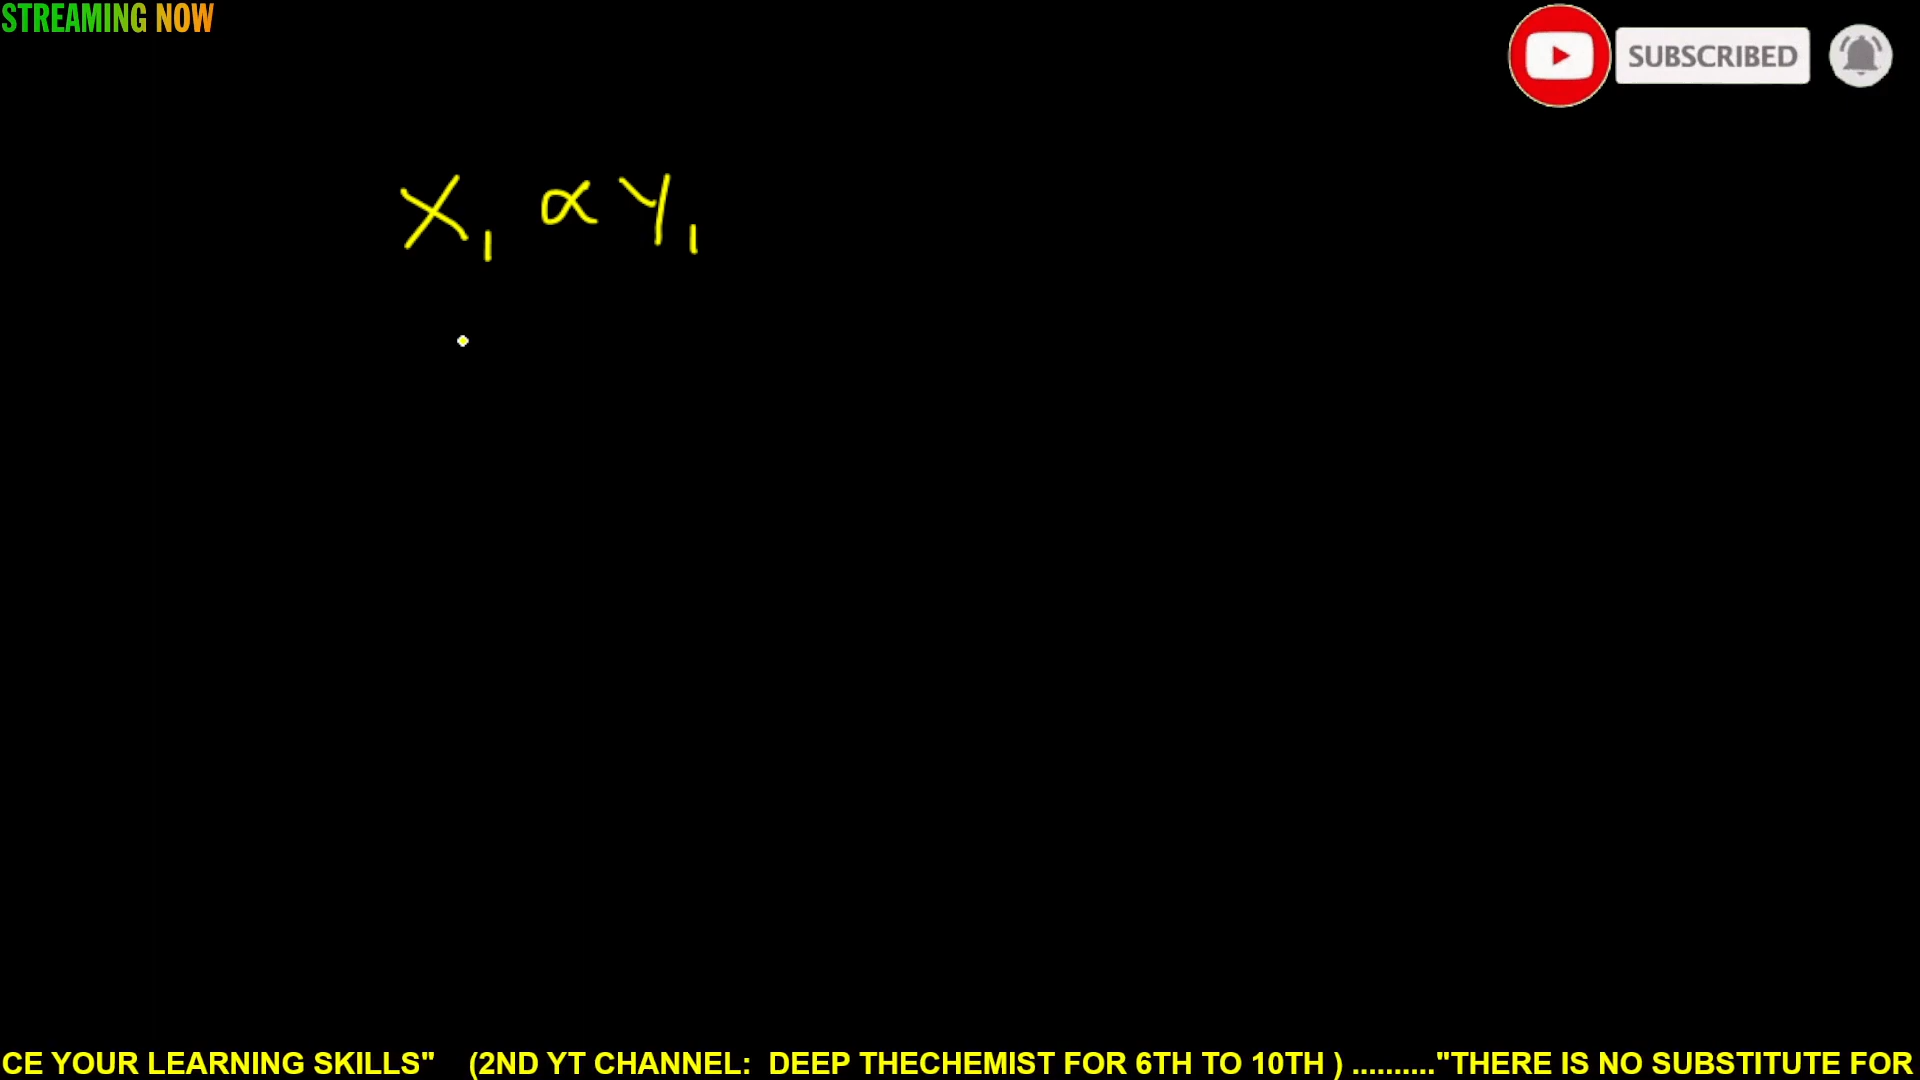 STREAMING NOW
SUBSCRIBED
X₁ ∝ Y₁
CE YOUR LEARNING SKILLS" (2ND YT CHANNEL: DEEP THECHEMIST FOR 6TH TO 10TH ) .........."THERE IS NO SUBSTITUTE FOR